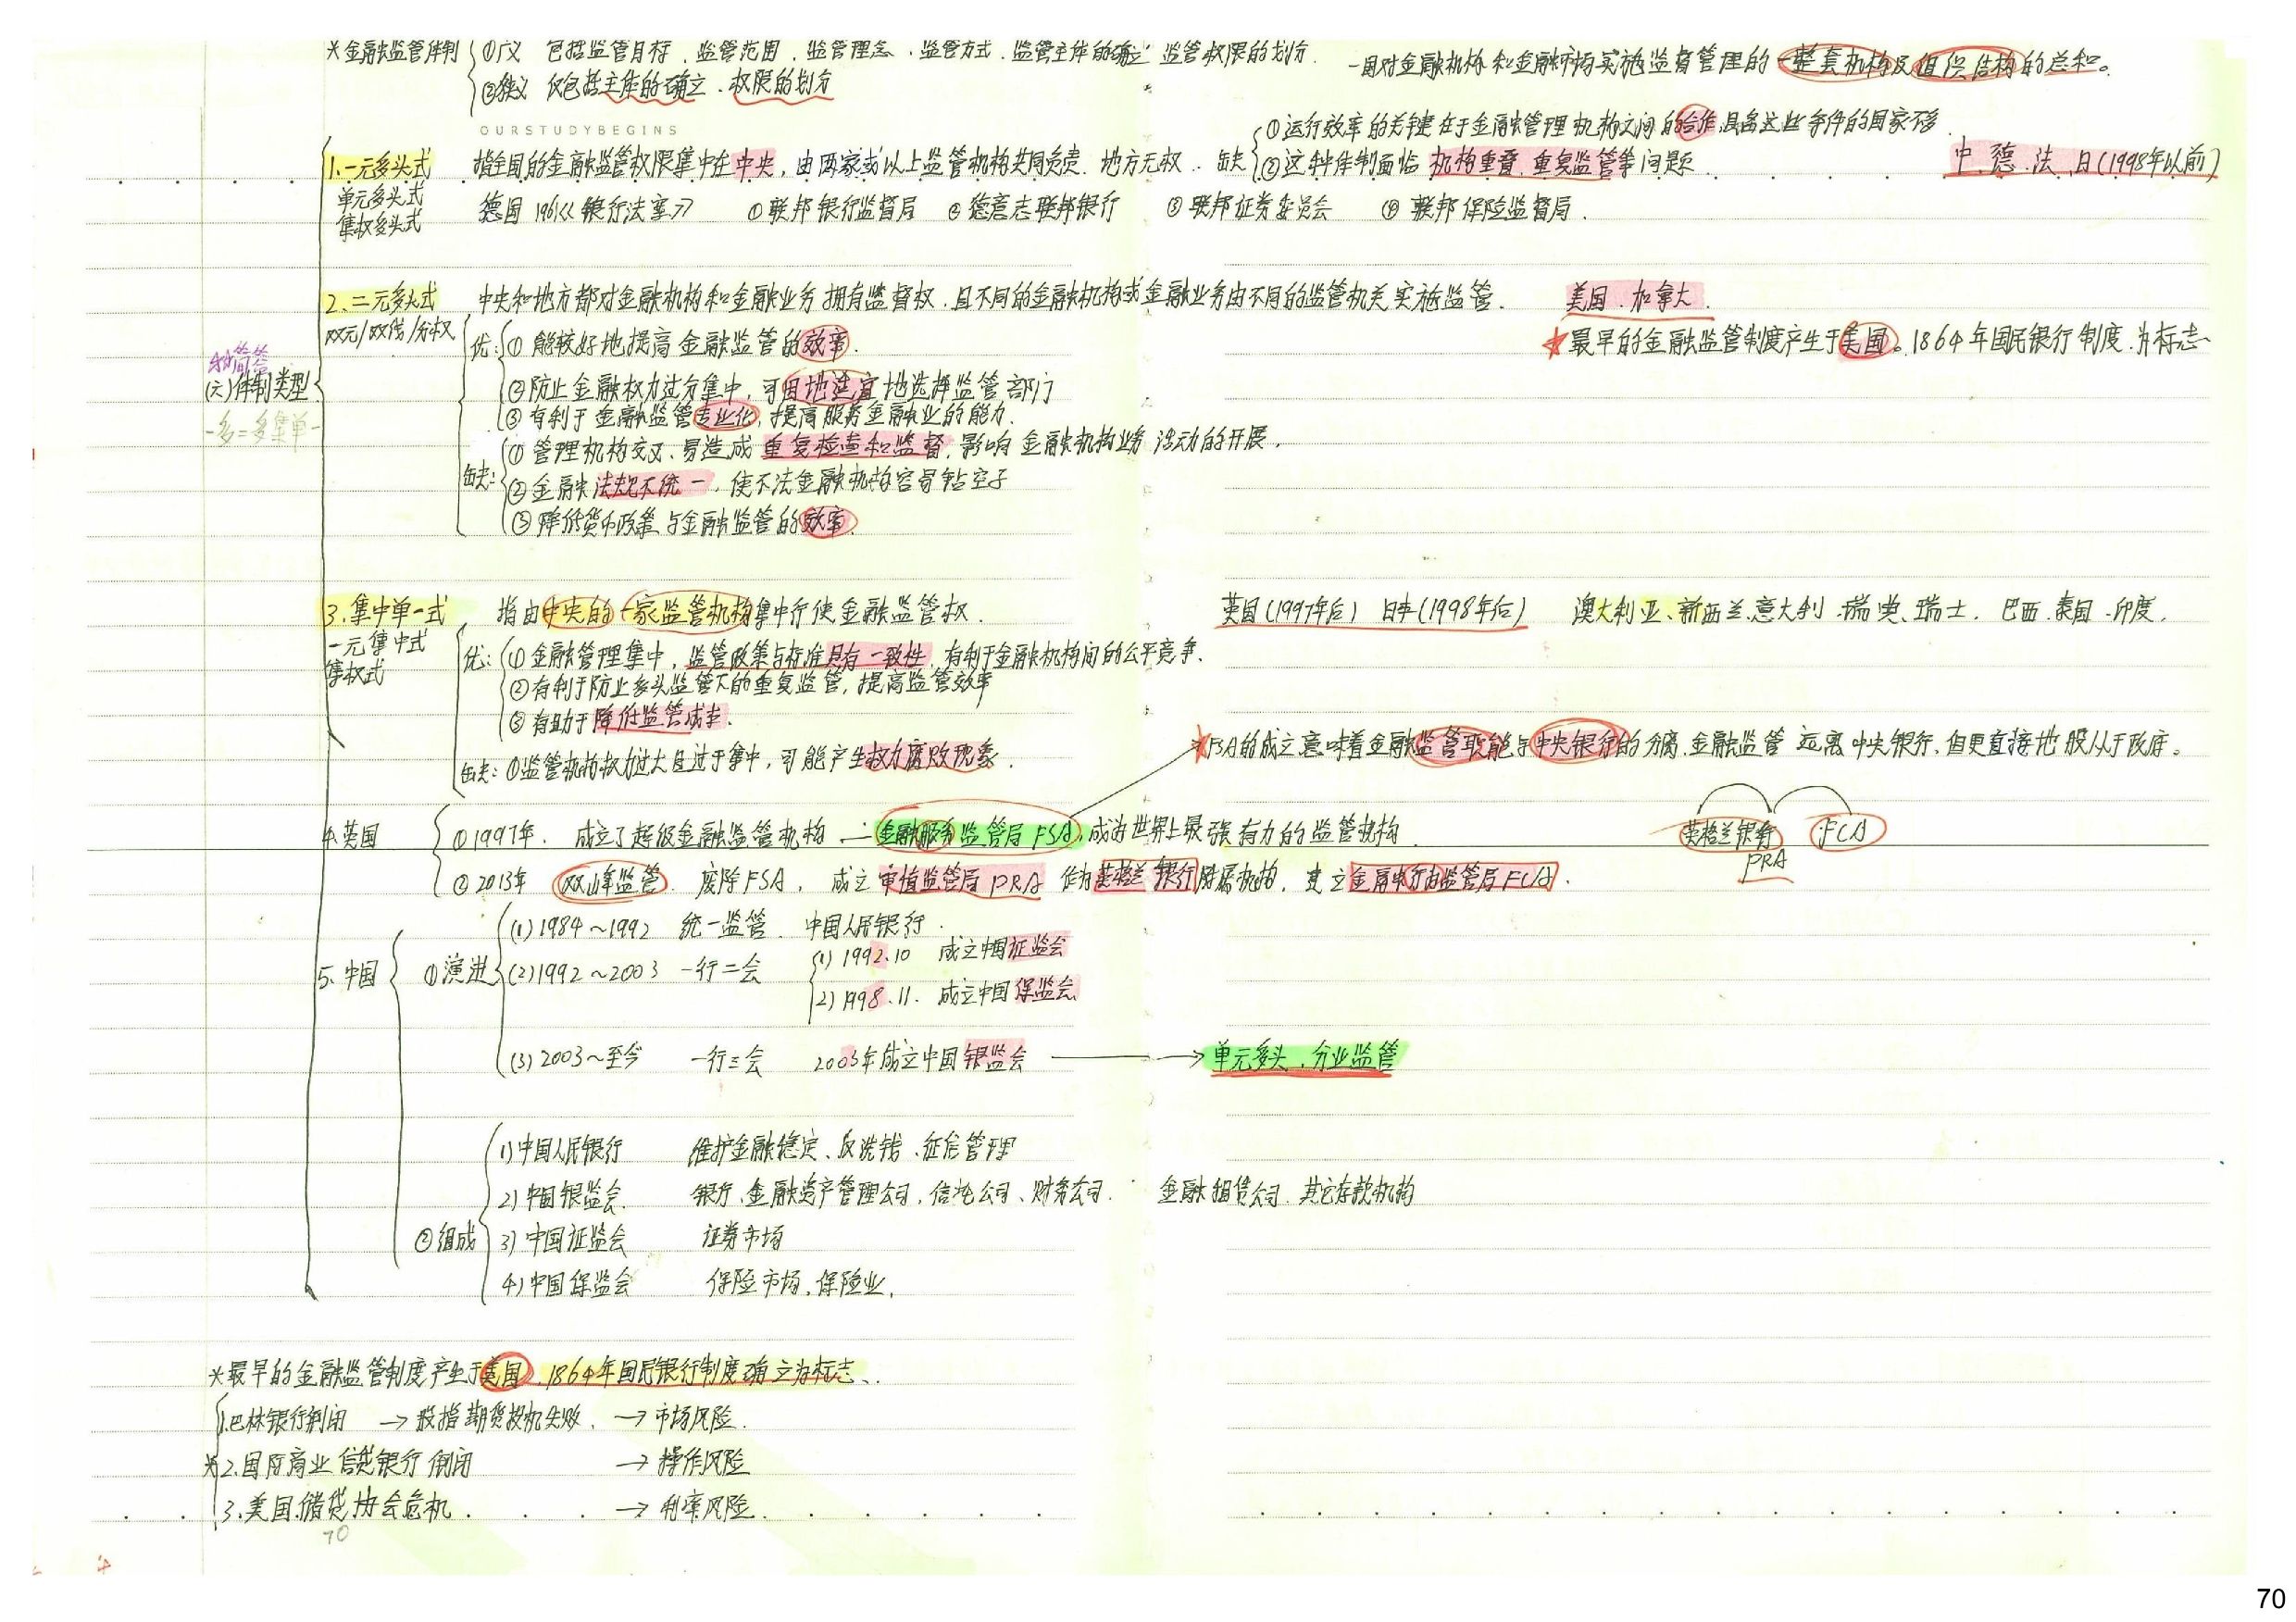 *金融监管体制 ①广义 包括监管目标、监管范围、监管理念、监管方式、监管主体的确立、监管权限的划分
一国对金融机构和金融市场实施监督管理的一整套机构及组织结构的总和。
②狭义 仅包括主体的确立、权限的划分
OURSTUDYBEGINS
(六)体制类型
一多二多集单一
1.一元多头式 指全国的金融监管权限集中在中央，由两家或以上监管机构共同负责.地方无权.
单元多头式
集权多头式
缺 ①运行效率的关键在于金融管理机构之间的合作,具备这些条件的国家不多.
②这种体制面临机构重叠.重复监管等问题
中.德.法.日(1998年以前)
德国 1961《银行法案》 ①联邦银行监督局 ②德意志联邦银行 ③联邦证券委员会 ④联邦保险监督局.
2.二元多头式 中央和地方都对金融机构和金融业务拥有监督权.且不同的金融机构或金融业务由不同的监管机关实施监管. 美国.加拿大.
双元/双线/分权
★最早的金融监管制度产生于美国。1864年国民银行制度.为标志
优: ①能较好地提高金融监管的效率.
②防止金融权力过分集中,可因地适宜地选择监管部门
③有利于金融监管专业化,提高服务金融业的能力.
缺: ①管理机构交叉、易造成重复检查和监督,影响金融机构业务活动的开展.
②金融法规不统一,使不法金融机构容易钻空子
③降低货币政策与金融监管的效率.
3.集中单一式 指由中央的一家监管机构集中行使金融监管权.
英国(1997年后) 日本(1998年后) 澳大利亚、新西兰.意大利.瑞典、瑞士. 巴西.泰国.印度.
一元集中式
集权式
优: ①金融管理集中,监管政策与标准具有一致性,有利于金融机构间的公平竞争.
②有利于防止多头监管下的重复监管,提高监管效率
③有助于降低监管成本.
缺: ①监管机构权力过大且过于集中,可能产生权力腐败现象.
★FSA的成立意味着金融监管职能与中央银行的分离.金融监管远离中央银行,但更直接地服从于政府。
4.英国 ①1997年.成立了超级金融监管机构—金融服务监管局FSA,成为世界上最强有力的监管机构.
英格兰银行 FCA
PRA
②2013年 双峰监管.废除FSA, 成立审慎监管局PRA 作为英格兰银行附属机构,建立金融行为监管局FCA.
5.中国 ①演进 (1)1984~1992 统一监管. 中国人民银行.
(2)1992~2003 一行二会 1) 1992.10 成立中国证监会
2) 1998.11. 成立中国保监会.
(3)2003~至今 一行三会 2003年成立中国银监会 → 单元多头.分业监管
②组成 1)中国人民银行 维护金融稳定、反洗钱、征信管理
2)中国银监会. 银行、金融资产管理公司,信托公司、财务公司. 金融租赁公司.其它存款机构
3)中国证监会 证券市场
4)中国保监会 保险市场.保险业.
*最早的金融监管制度产生于美国.1864年国民银行制度确立为标志.
1.巴林银行倒闭 → 股指期货投机失败. → 市场风险.
*2.国际商业信贷银行倒闭 → 操作风险
3.美国.储贷协会危机. → 利率风险.
70
70